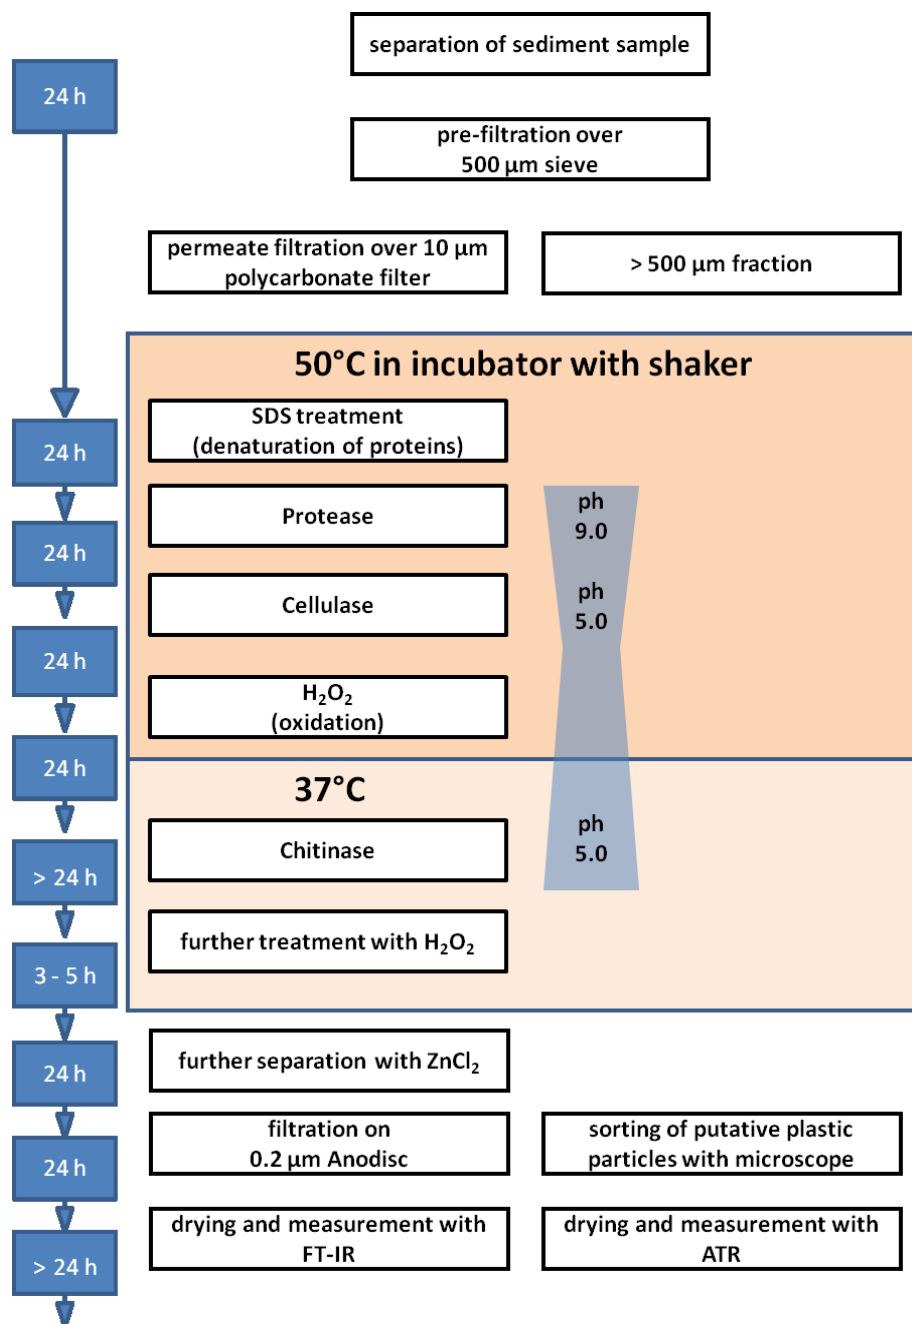 separation of sediment sample
24 h
pre-filtration over
500 µm sieve
permeate filtration over 10 µm
polycarbonate filter
> 500 µm fraction
50°C in incubator with shaker
SDS treatment
(denaturation of proteins)
24 h
Protease
ph
9.0
24 h
Cellulase
ph
5.0
24 h
H₂O₂
(oxidation)
24 h
37°C
Chitinase
ph
5.0
> 24 h
further treatment with H₂O₂
3 - 5 h
further separation with ZnCl₂
24 h
filtration on
0.2 µm Anodisc
sorting of putative plastic
particles with microscope
24 h
drying and measurement with
FT-IR
drying and measurement with
ATR
> 24 h